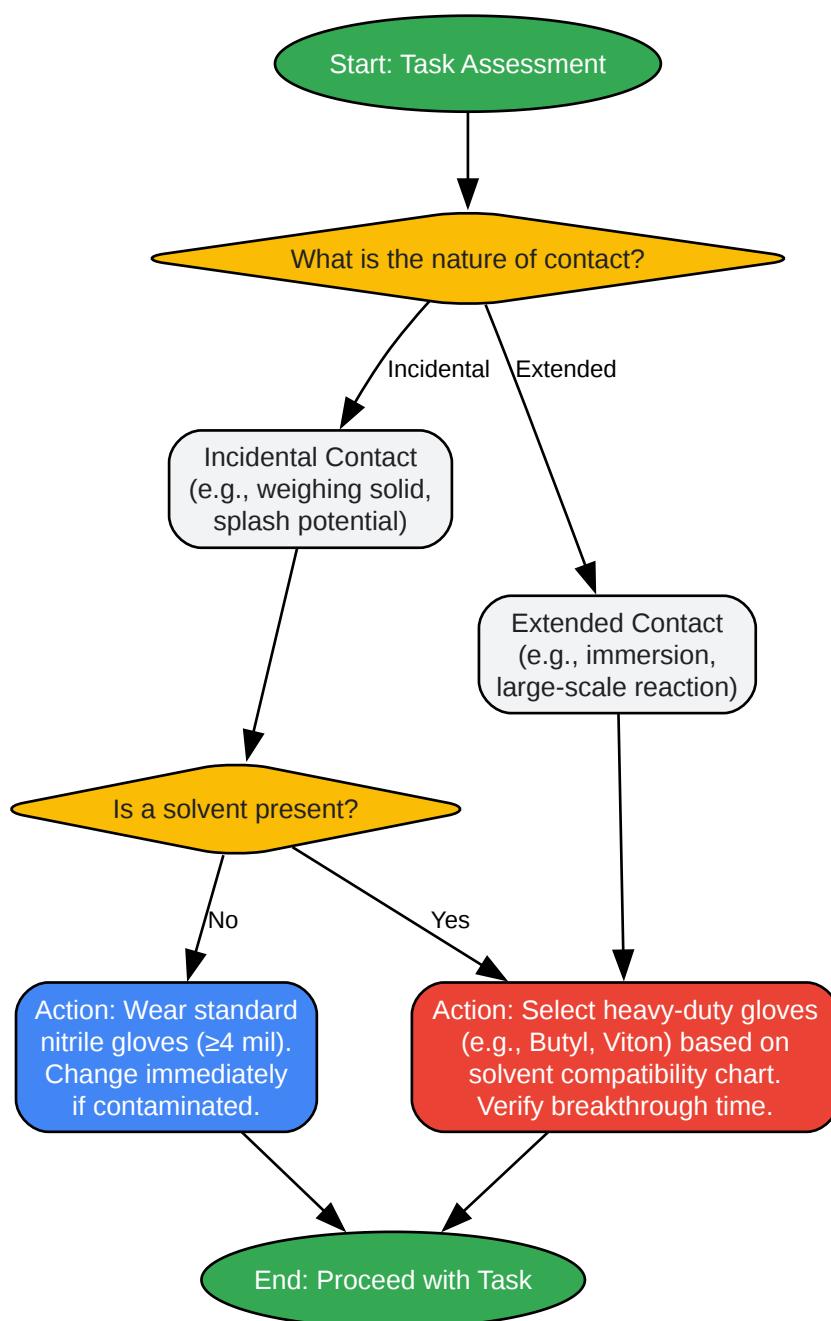 Start: Task Assessment
What is the nature of contact?
Incidental
Extended
Incidental Contact
(e.g., weighing solid,
splash potential)
Extended Contact
(e.g., immersion,
large-scale reaction)
Is a solvent present?
No
Yes
Action: Wear standard
nitrile gloves (≥4 mil).
Change immediately
if contaminated.
Action: Select heavy-duty gloves
(e.g., Butyl, Viton) based on
solvent compatibility chart.
Verify breakthrough time.
End: Proceed with Task